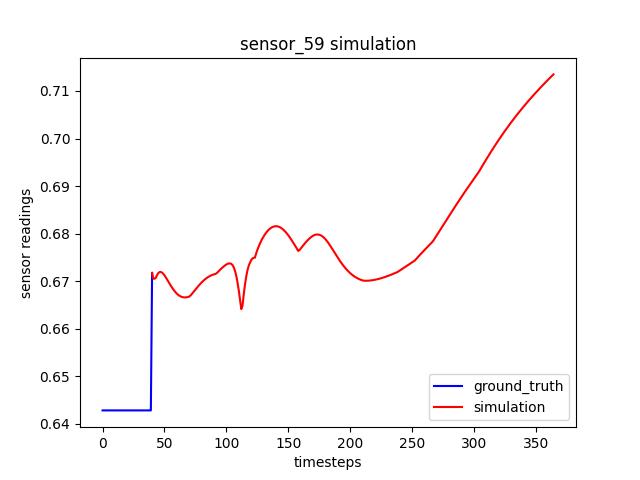 sensor_59 simulation
sensor readings
0.71
0.70
0.69
0.68
0.67
0.66
0.65
0.64
0 50 100 150 200 250 300 350
timesteps
ground_truth
simulation